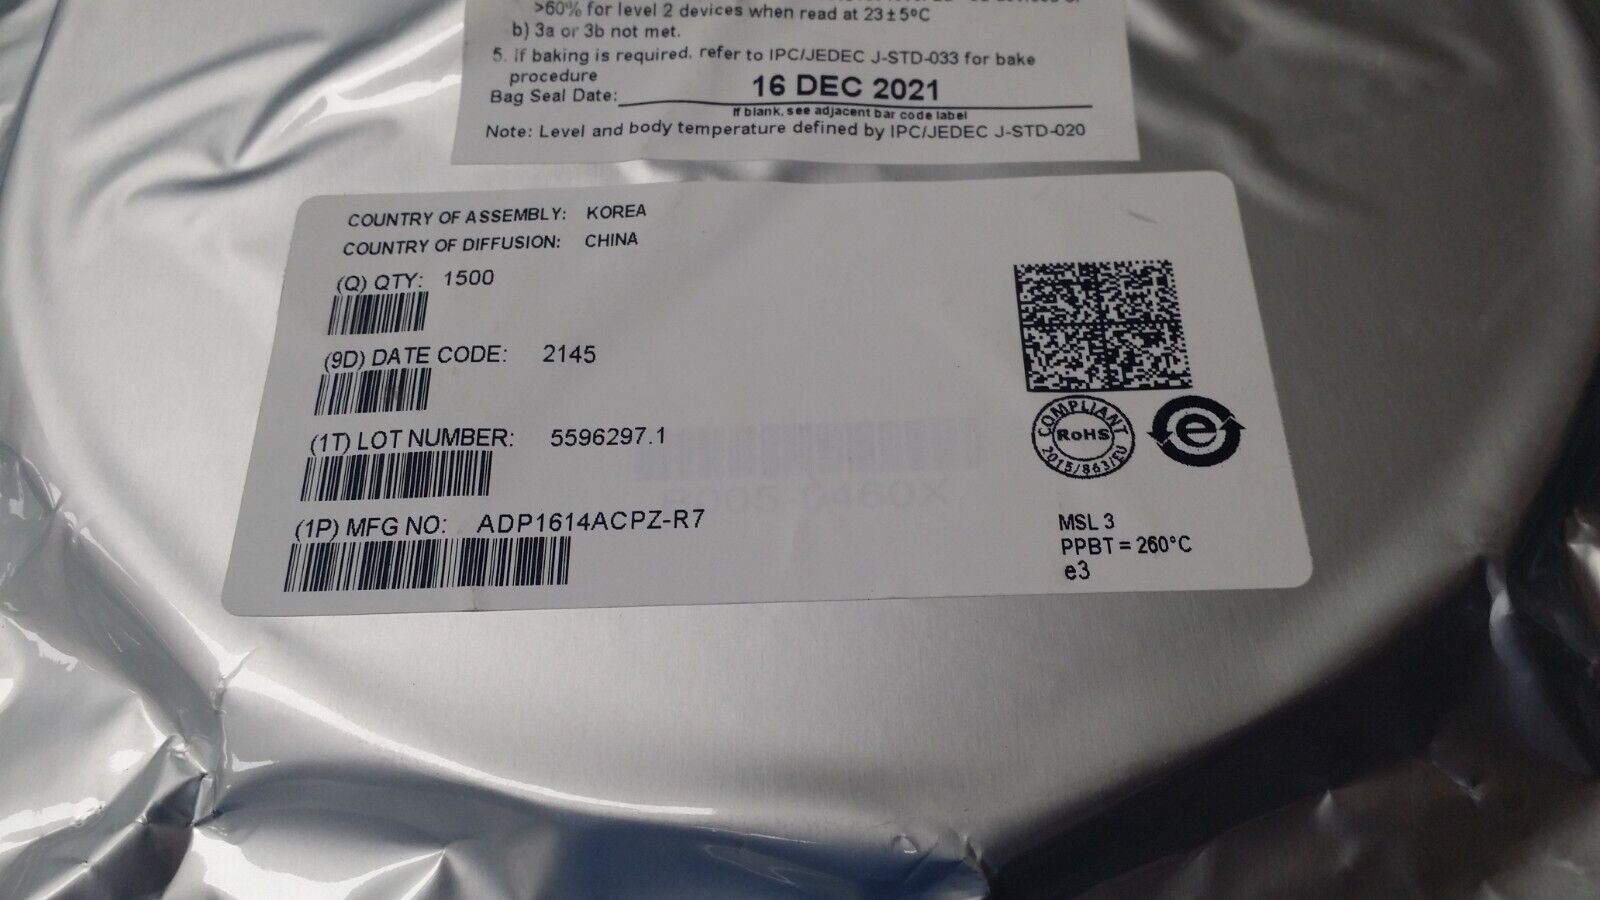 >60% for level 2 devices when read at 23±5°C
b) 3a or 3b not met.
5. If baking is required, refer to IPC/JEDEC J-STD-033 for bake
procedure
Bag Seal Date: 16 DEC 2021
If blank, see adjacent bar code label
Note: Level and body temperature defined by IPC/JEDEC J-STD-020
COUNTRY OF ASSEMBLY: KOREA
COUNTRY OF DIFFUSION: CHINA
(Q) QTY: 1500
(9D) DATE CODE: 2145
(1T) LOT NUMBER: 5596297.1
(1P) MFG NO: ADP1614ACPZ-R7
COMPLIANT
RoHS
2015/863/EU
e
MSL 3
PPBT = 260°C
e3